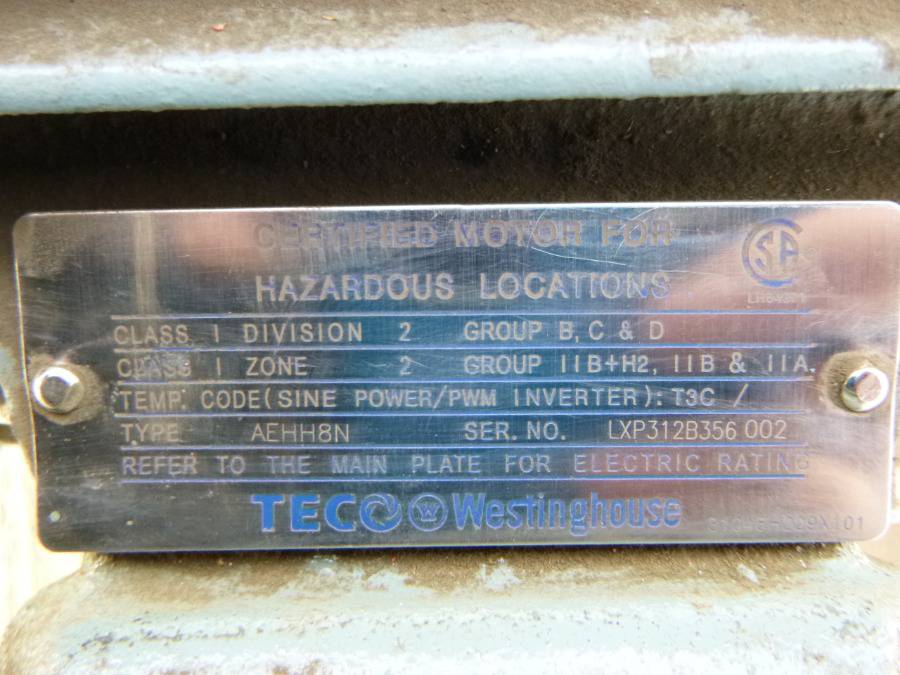 CERTIFIED MOTOR FOR
HAZARDOUS LOCATIONS
CSA
CLASS I DIVISION 2 GROUP B, C & D
CLASS I ZONE 2 GROUP IIB+H2, IIB & IIA.
TEMP. CODE(SINE POWER/PWM INVERTER): T3C /
TYPE AEHH8N SER. NO. LXP312B356 002
REFER TO THE MAIN PLATE FOR ELECTRIC RATING
TECO W Westinghouse